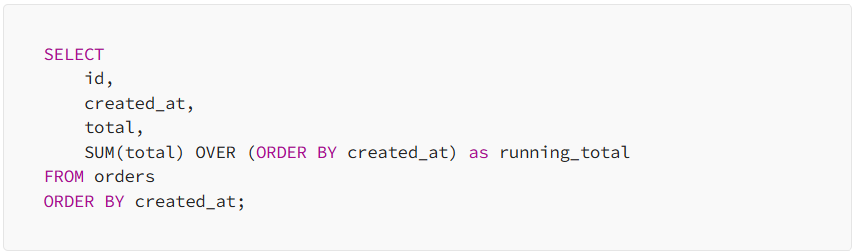 SELECT
    id,
    created_at,
    total,
    SUM(total) OVER (ORDER BY created_at) as running_total
FROM orders
ORDER BY created_at;